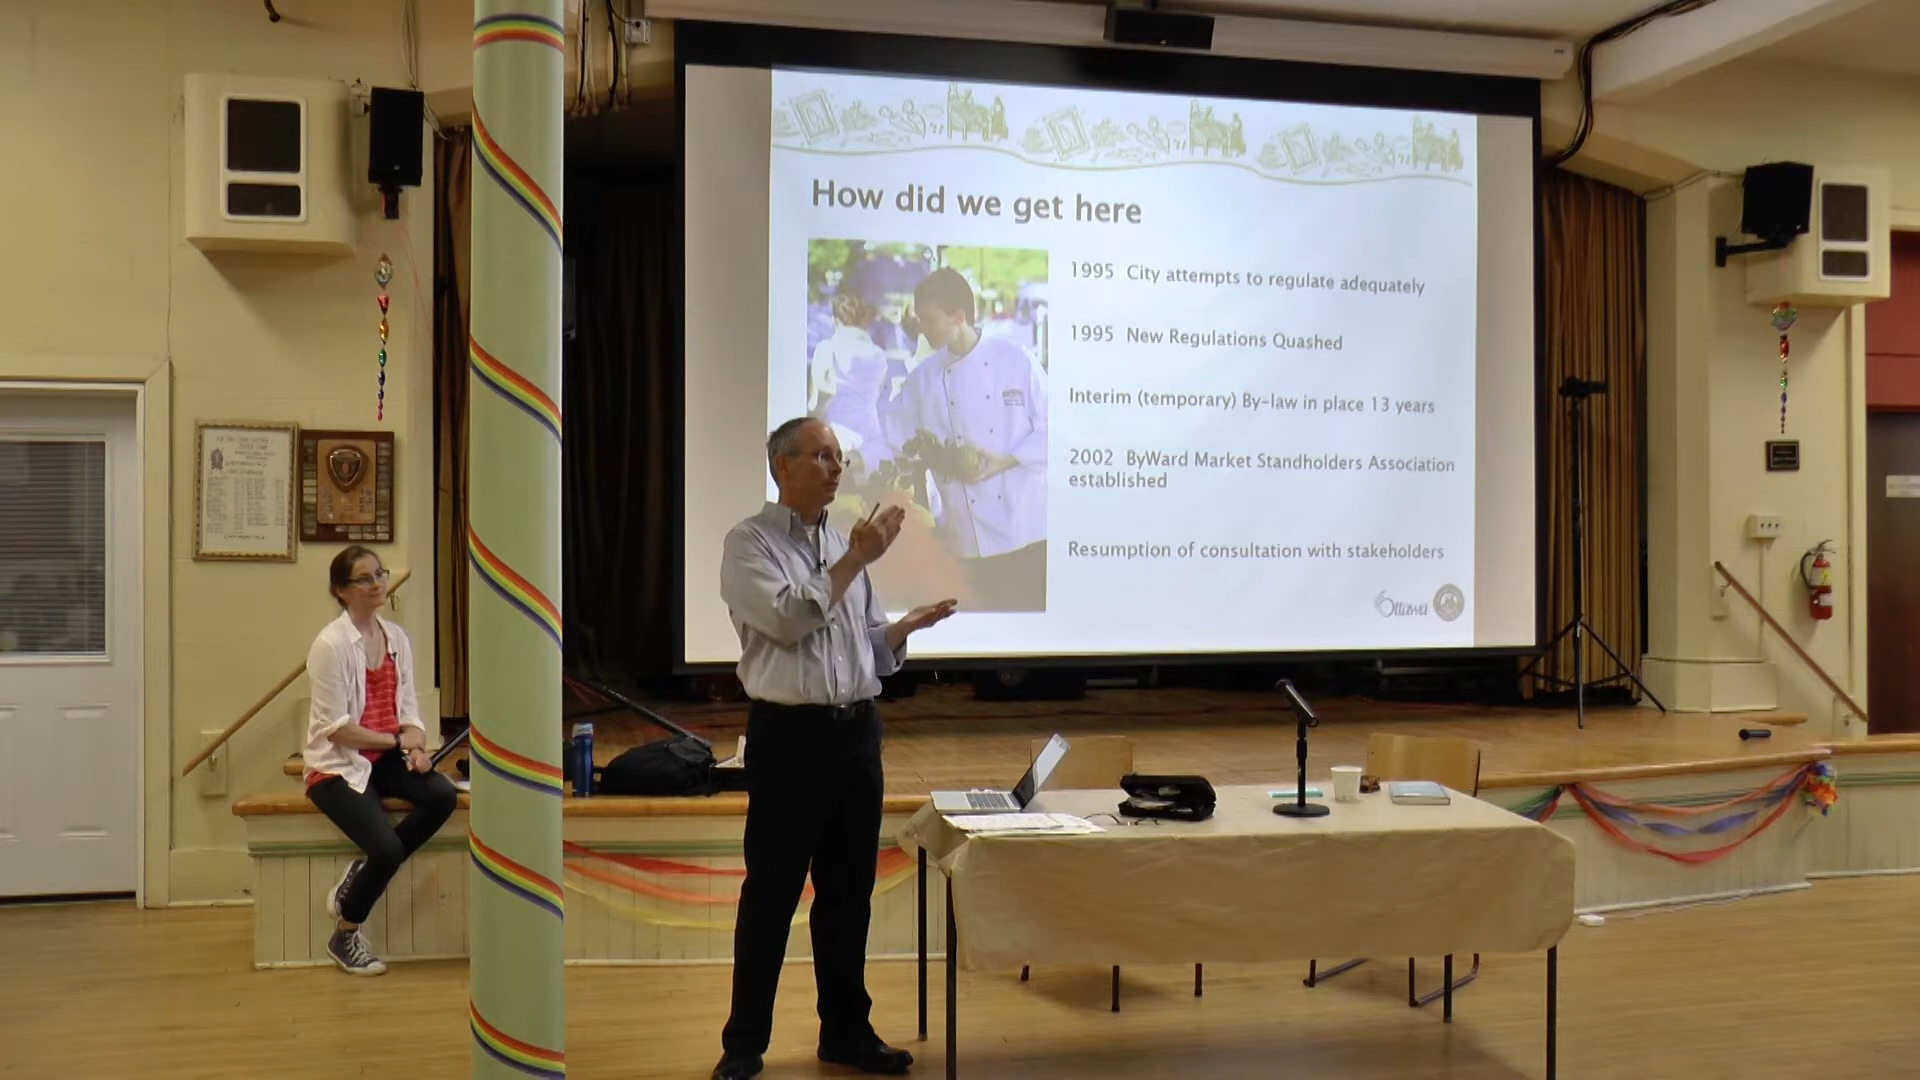 How did we get here
1995 City attempts to regulate adequately
1995 New Regulations Quashed
Interim (temporary) By-law in place 13 years
2002 ByWard Market Standholders Association
established
Resumption of consultation with stakeholders
Ottawa